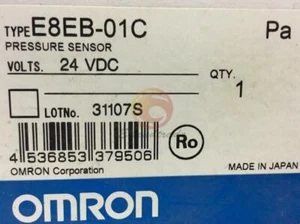 TYPE E8EB-01C Pa
PRESSURE SENSOR
VOLTS. 24 VDC
QTY.
1
LOTNo. 31107S
4 536853 379506
Ro
OMRON Corporation
MADE IN JAPAN
OMRON